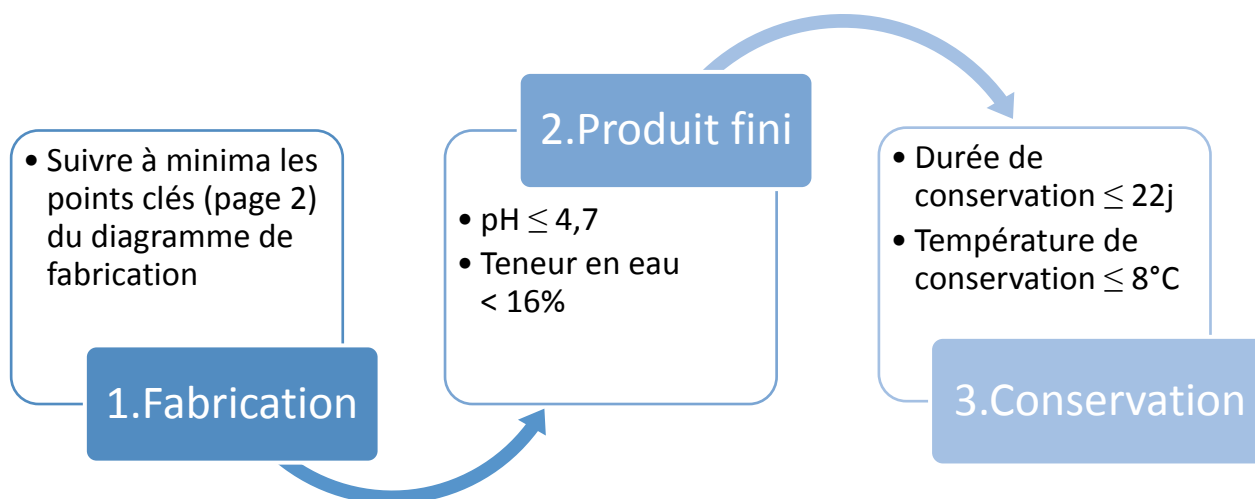 • Suivre à minima les
points clés (page 2)
du diagramme de
fabrication
1.Fabrication
2.Produit fini
• pH ≤ 4,7
• Teneur en eau
< 16%
• Durée de
conservation ≤ 22j
• Température de
conservation ≤ 8°C
3.Conservation